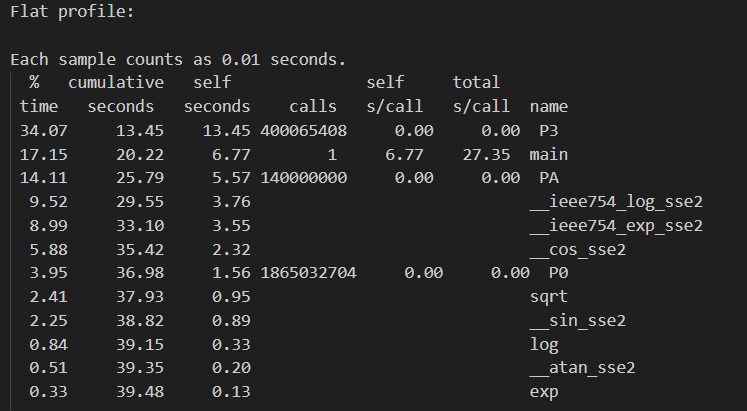 Flat profile:

Each sample counts as 0.01 seconds.
  %   cumulative   self              self     total
 time   seconds   seconds    calls   s/call   s/call  name
 34.07     13.45    13.45 400065408     0.00     0.00  P3
 17.15     20.22     6.77        1     6.77    27.35  main
 14.11     25.79     5.57 140000000     0.00     0.00  PA
  9.52     29.55     3.76                             __ieee754_log_sse2
  8.99     33.10     3.55                             __ieee754_exp_sse2
  5.88     35.42     2.32                             __cos_sse2
  3.95     36.98     1.56 1865032704     0.00     0.00  P0
  2.41     37.93     0.95                             sqrt
  2.25     38.82     0.89                             __sin_sse2
  0.84     39.15     0.33                             log
  0.51     39.35     0.20                             __atan_sse2
  0.33     39.48     0.13                             exp